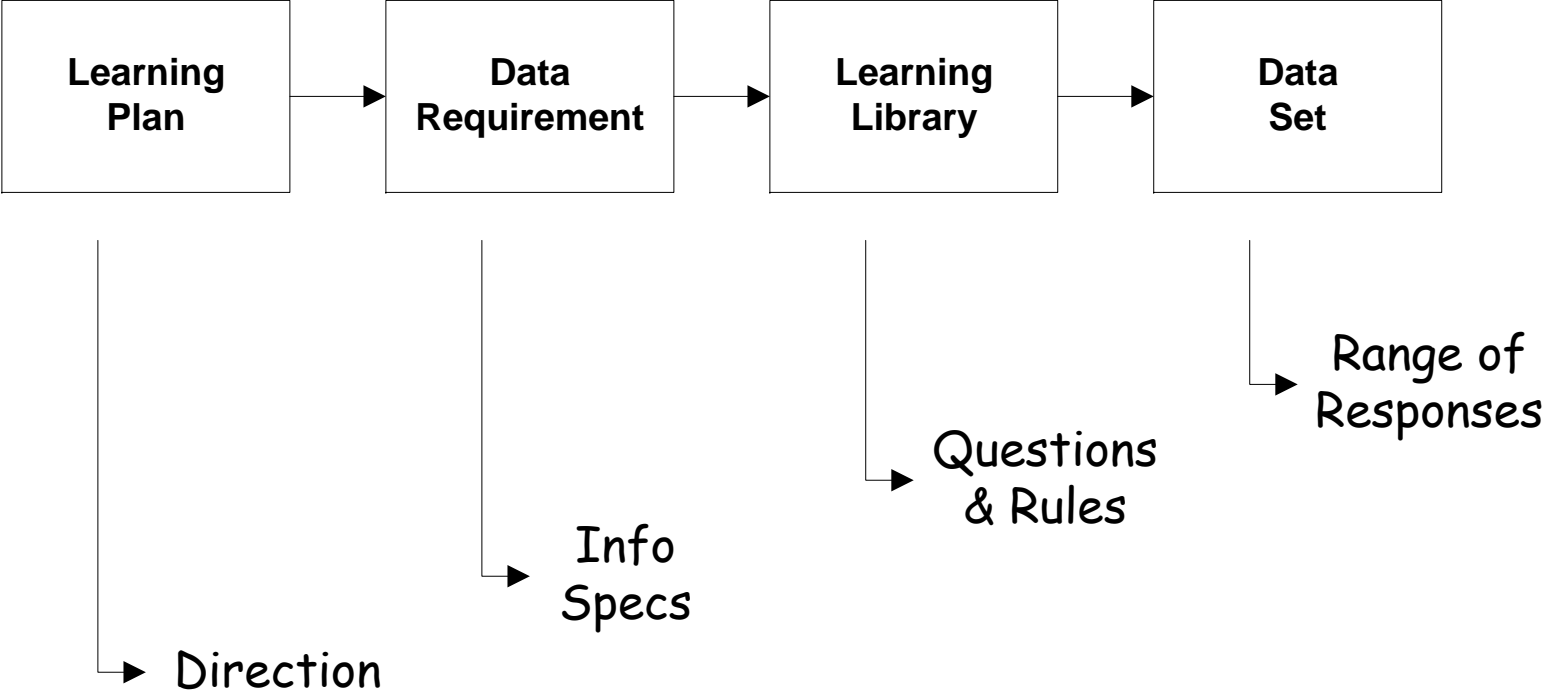 Learning
Plan
Data
Requirement
Learning
Library
Data
Set
Range of
Responses
Questions
& Rules
Info
Specs
Direction